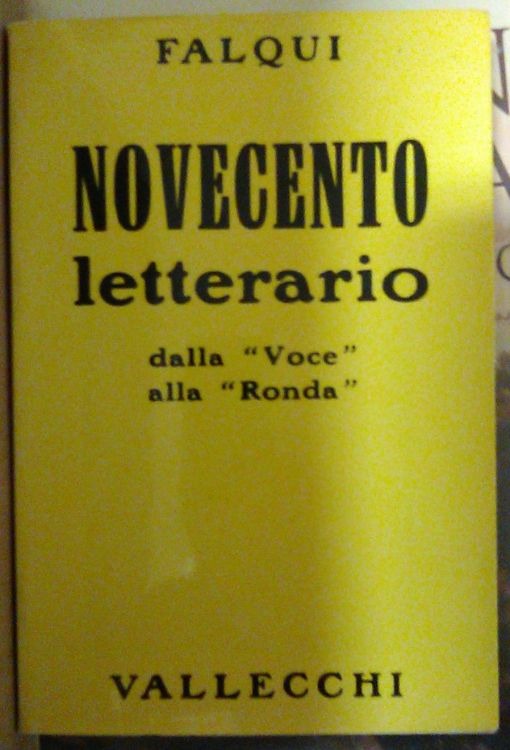 FALQUI
NOVECENTO
letterario
dalla “Voce”
alla “Ronda”
VALLECCHI